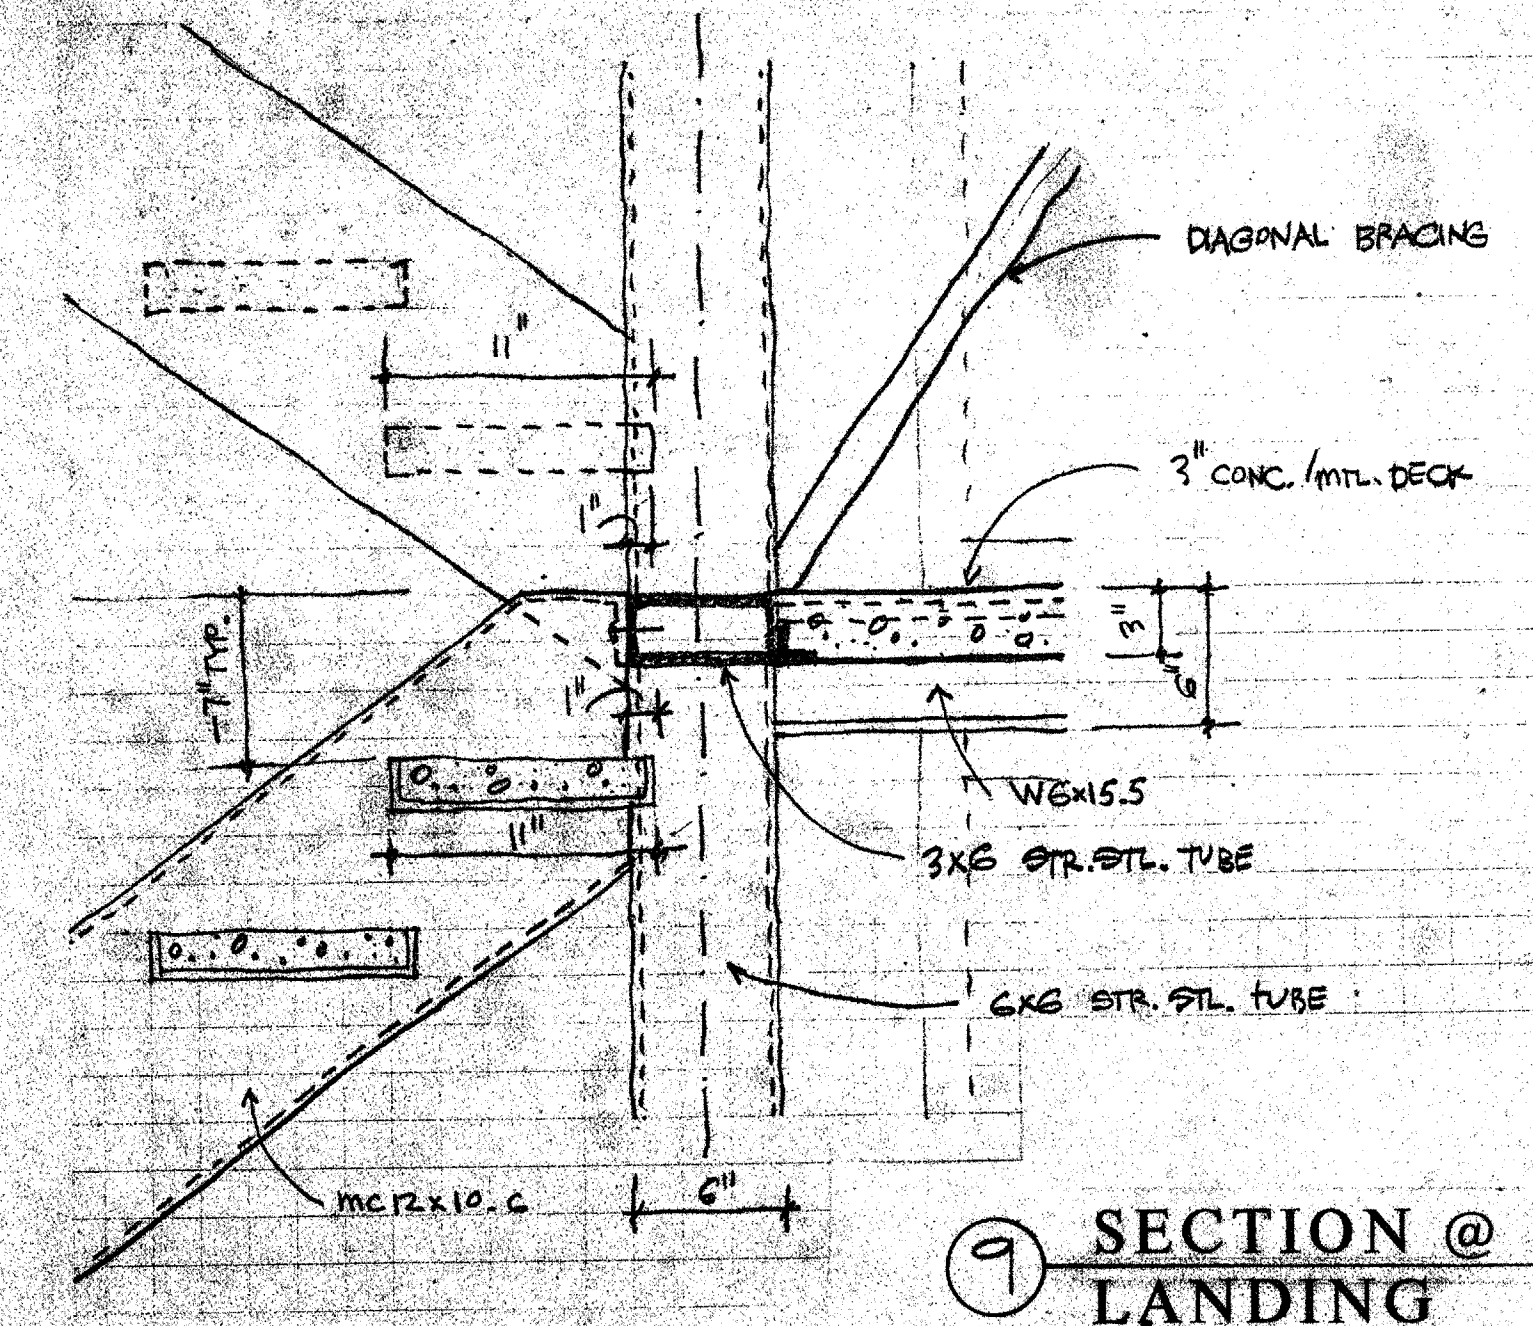 DIAGONAL BRACING
11"
3" CONC. /MTL. DECK
1"
3"
6"
~7" TYP.
1"
W6x15.5
11"
3X6 STR. STL. TUBE
6X6 STR. STL. TUBE
MC12x10.6
6"
9
SECTION @
LANDING